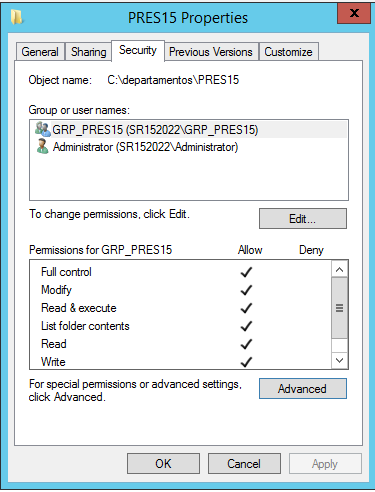 PRES15 Properties
General Sharing Security Previous Versions Customize
Object name: C:\departamentos\PRES15
Group or user names:
GRP_PRES15 (SR152022\GRP_PRES15)
Administrator (SR152022\Administrator)
To change permissions, click Edit.
Edit...
Permissions for GRP_PRES15 Allow Deny
Full control
Modify
Read & execute
List folder contents
Read
Write
For special permissions or advanced settings,
click Advanced.
Advanced
OK Cancel Apply